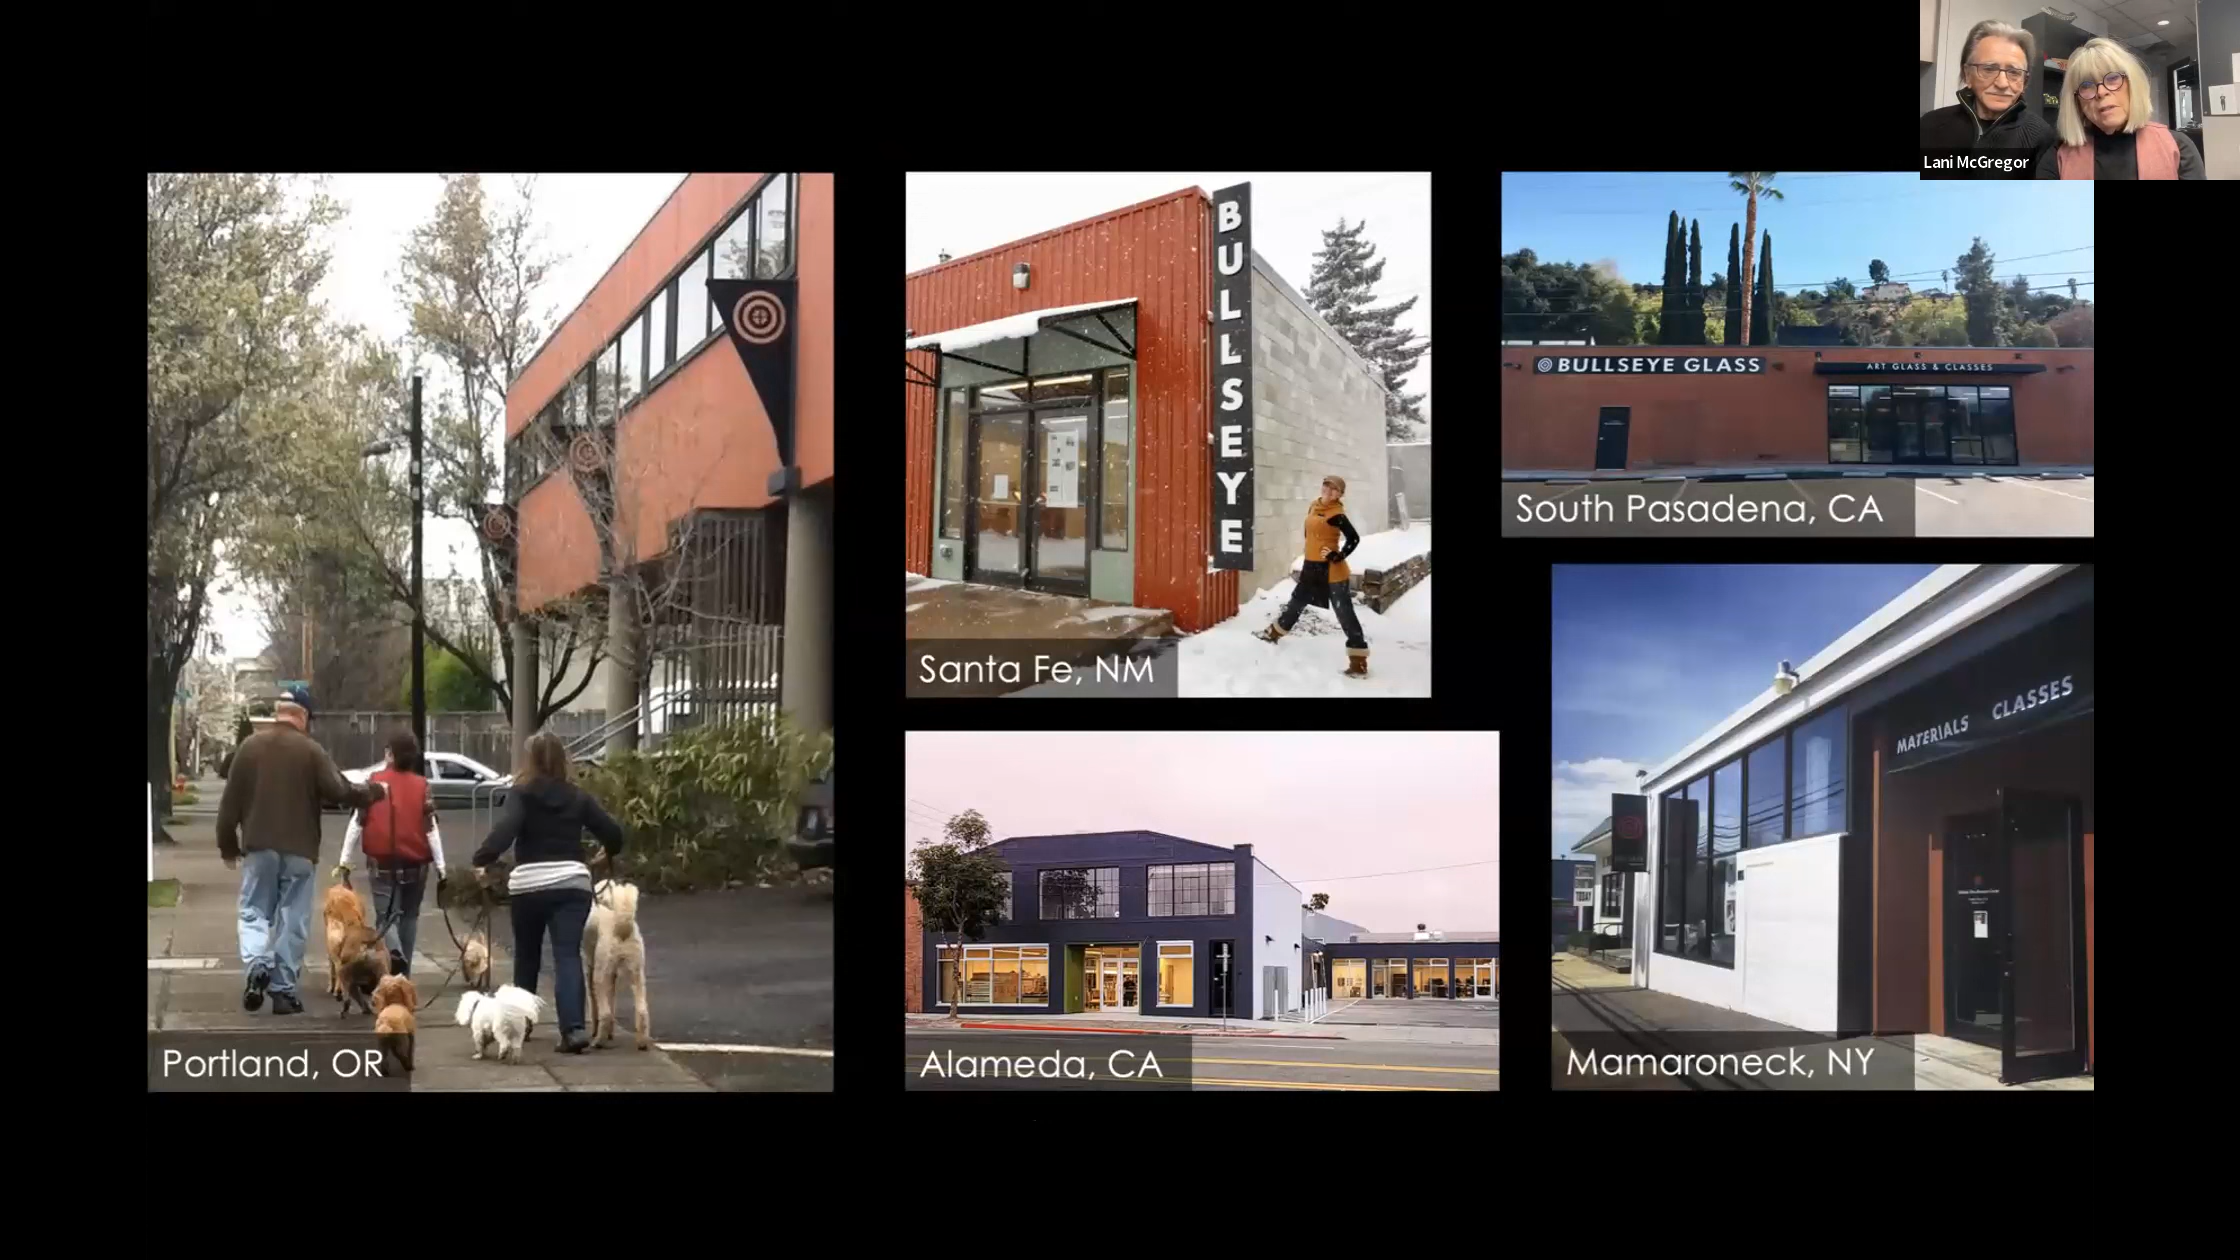 Lani McGregor
BULLSEYE
BULLSEYE GLASS
ART GLASS & CLASSES
South Pasadena, CA
Santa Fe, NM
MATERIALS CLASSES
Portland, OR
Alameda, CA
Mamaroneck, NY